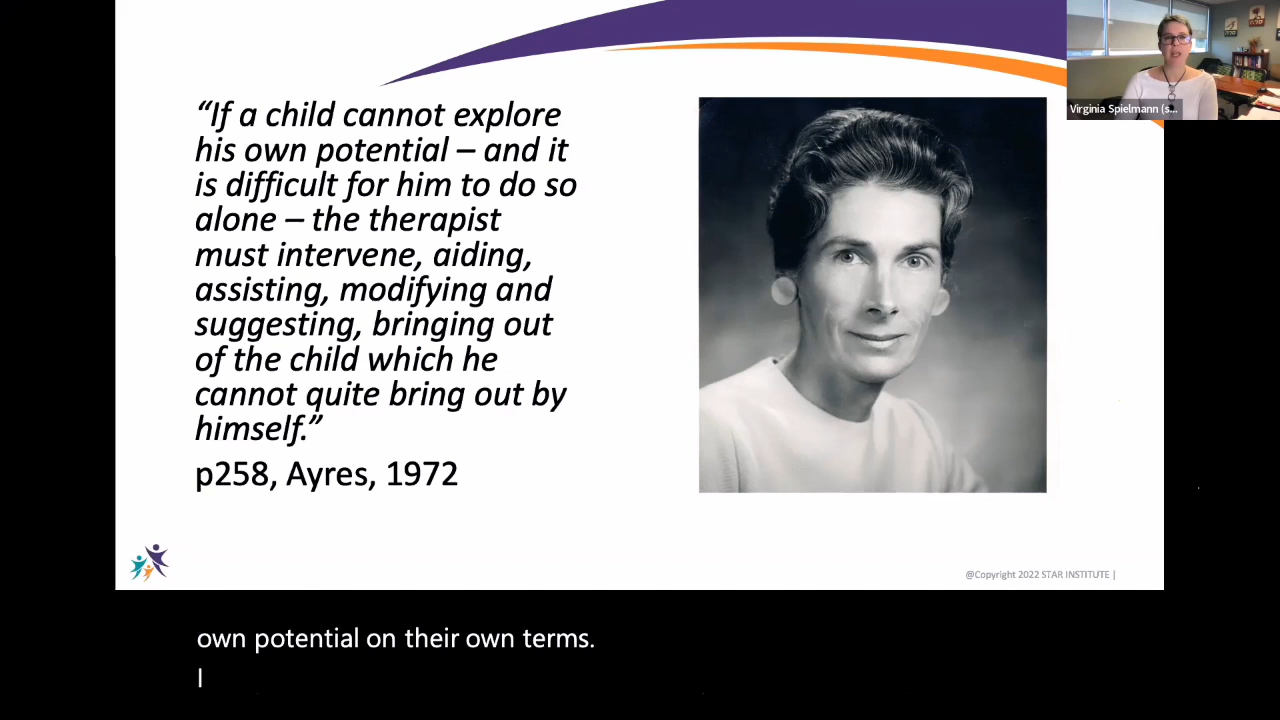 “If a child cannot explore
his own potential – and it
is difficult for him to do so
alone – the therapist
must intervene, aiding,
assisting, modifying and
suggesting, bringing out
of the child which he
cannot quite bring out by
himself.”
p258, Ayres, 1972
Virginia Spielmann (s...
@Copyright 2022 STAR INSTITUTE |
own potential on their own terms.
I